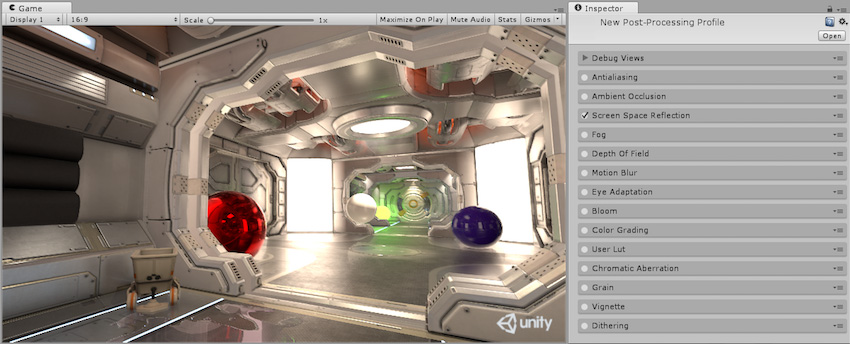 Game
Display 1 16:9 Scale 1x Maximize On Play Mute Audio Stats Gizmos
unity
Inspector
New Post-Processing Profile
Open
Debug Views
Antialiasing
Ambient Occlusion
Screen Space Reflection
Fog
Depth Of Field
Motion Blur
Eye Adaptation
Bloom
Color Grading
User Lut
Chromatic Aberration
Grain
Vignette
Dithering